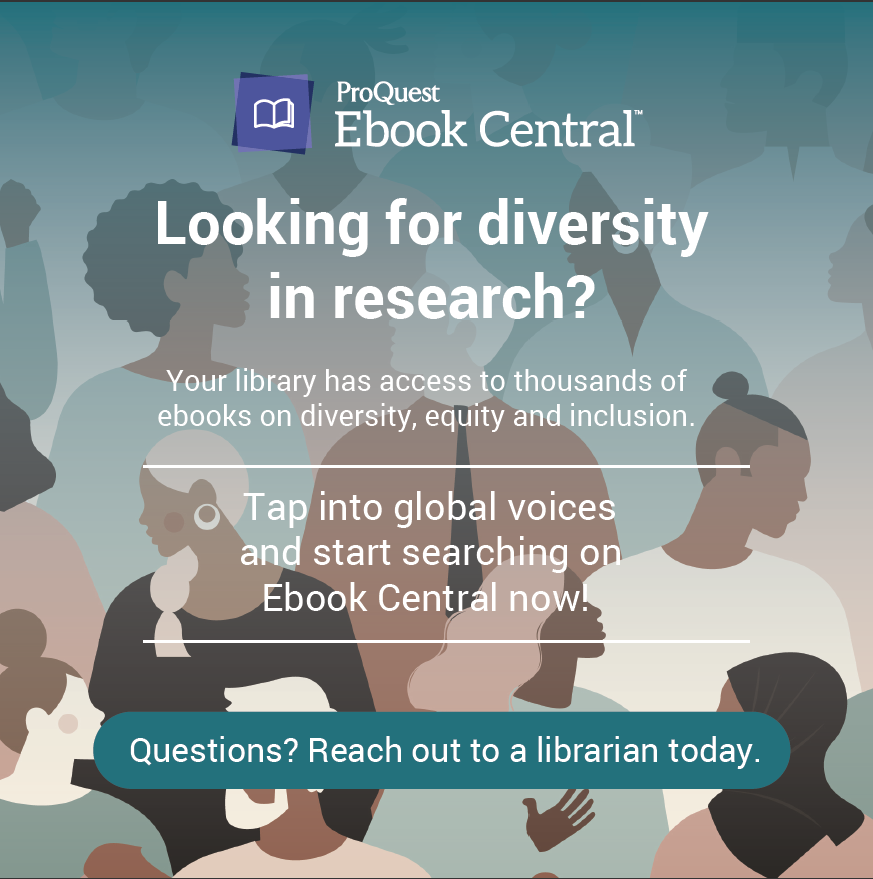 ProQuest
Ebook Central™
Looking for diversity
in research?
Your library has access to thousands of
ebooks on diversity, equity and inclusion.
Tap into global voices
and start searching on
Ebook Central now!
Questions? Reach out to a librarian today.